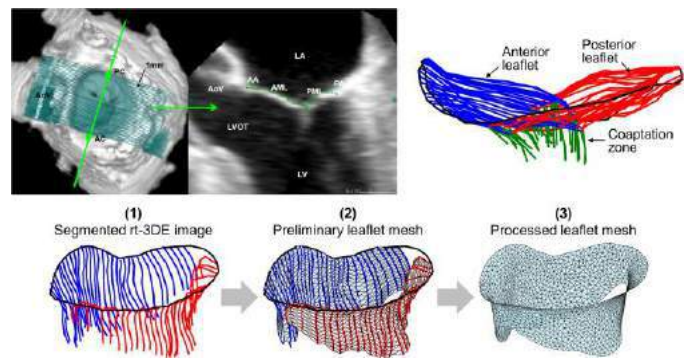 LA
PC
1mm
AoV
AA
AML
PML
PA
AoV
LVOT
AC
LV
Anterior
leaflet
Posterior
leaflet
Coaptation
zone
(1)
Segmented rt-3DE image
(2)
Preliminary leaflet mesh
(3)
Processed leaflet mesh